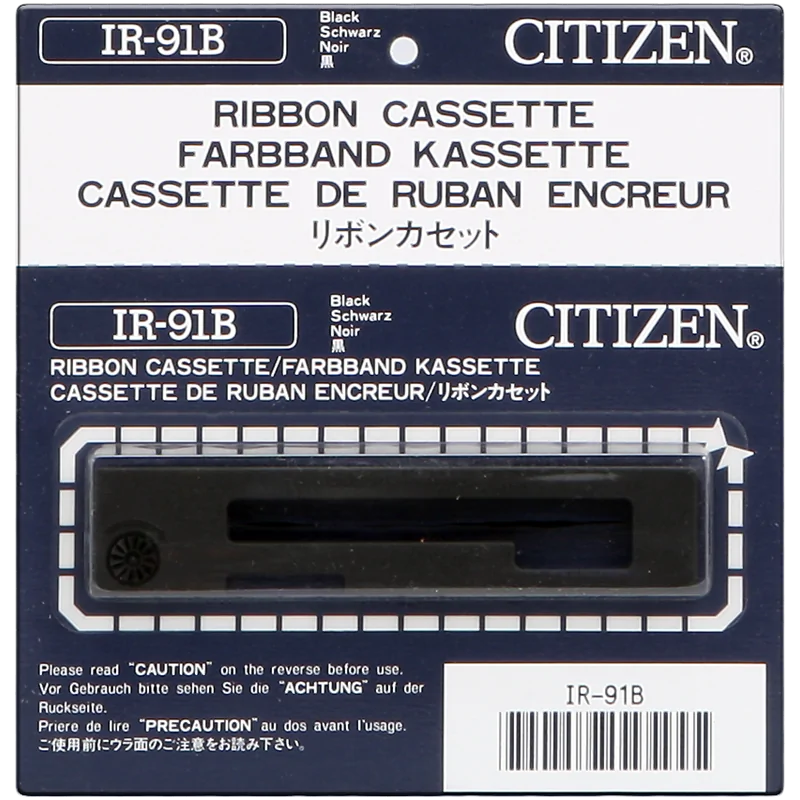 IR-91B
Black
Schwarz
Noir
黒
CITIZEN®
RIBBON CASSETTE
FARBBAND KASSETTE
CASSETTE DE RUBAN ENCREUR
リボンカセット
IR-91B
Black
Schwarz
Noir
黒
CITIZEN®
RIBBON CASSETTE/FARBBAND KASSETTE
CASSETTE DE RUBAN ENCREUR/リボンカセット
Please read "CAUTION" on the reverse before use.
Vor Gebrauch bitte sehen Sie die "ACHTUNG" auf der
Rückseite.
Priere de lire "PRECAUTION" au dos avant l'usage.
ご使用前にウラ面のご注意をお読み下さい。
IR-91B